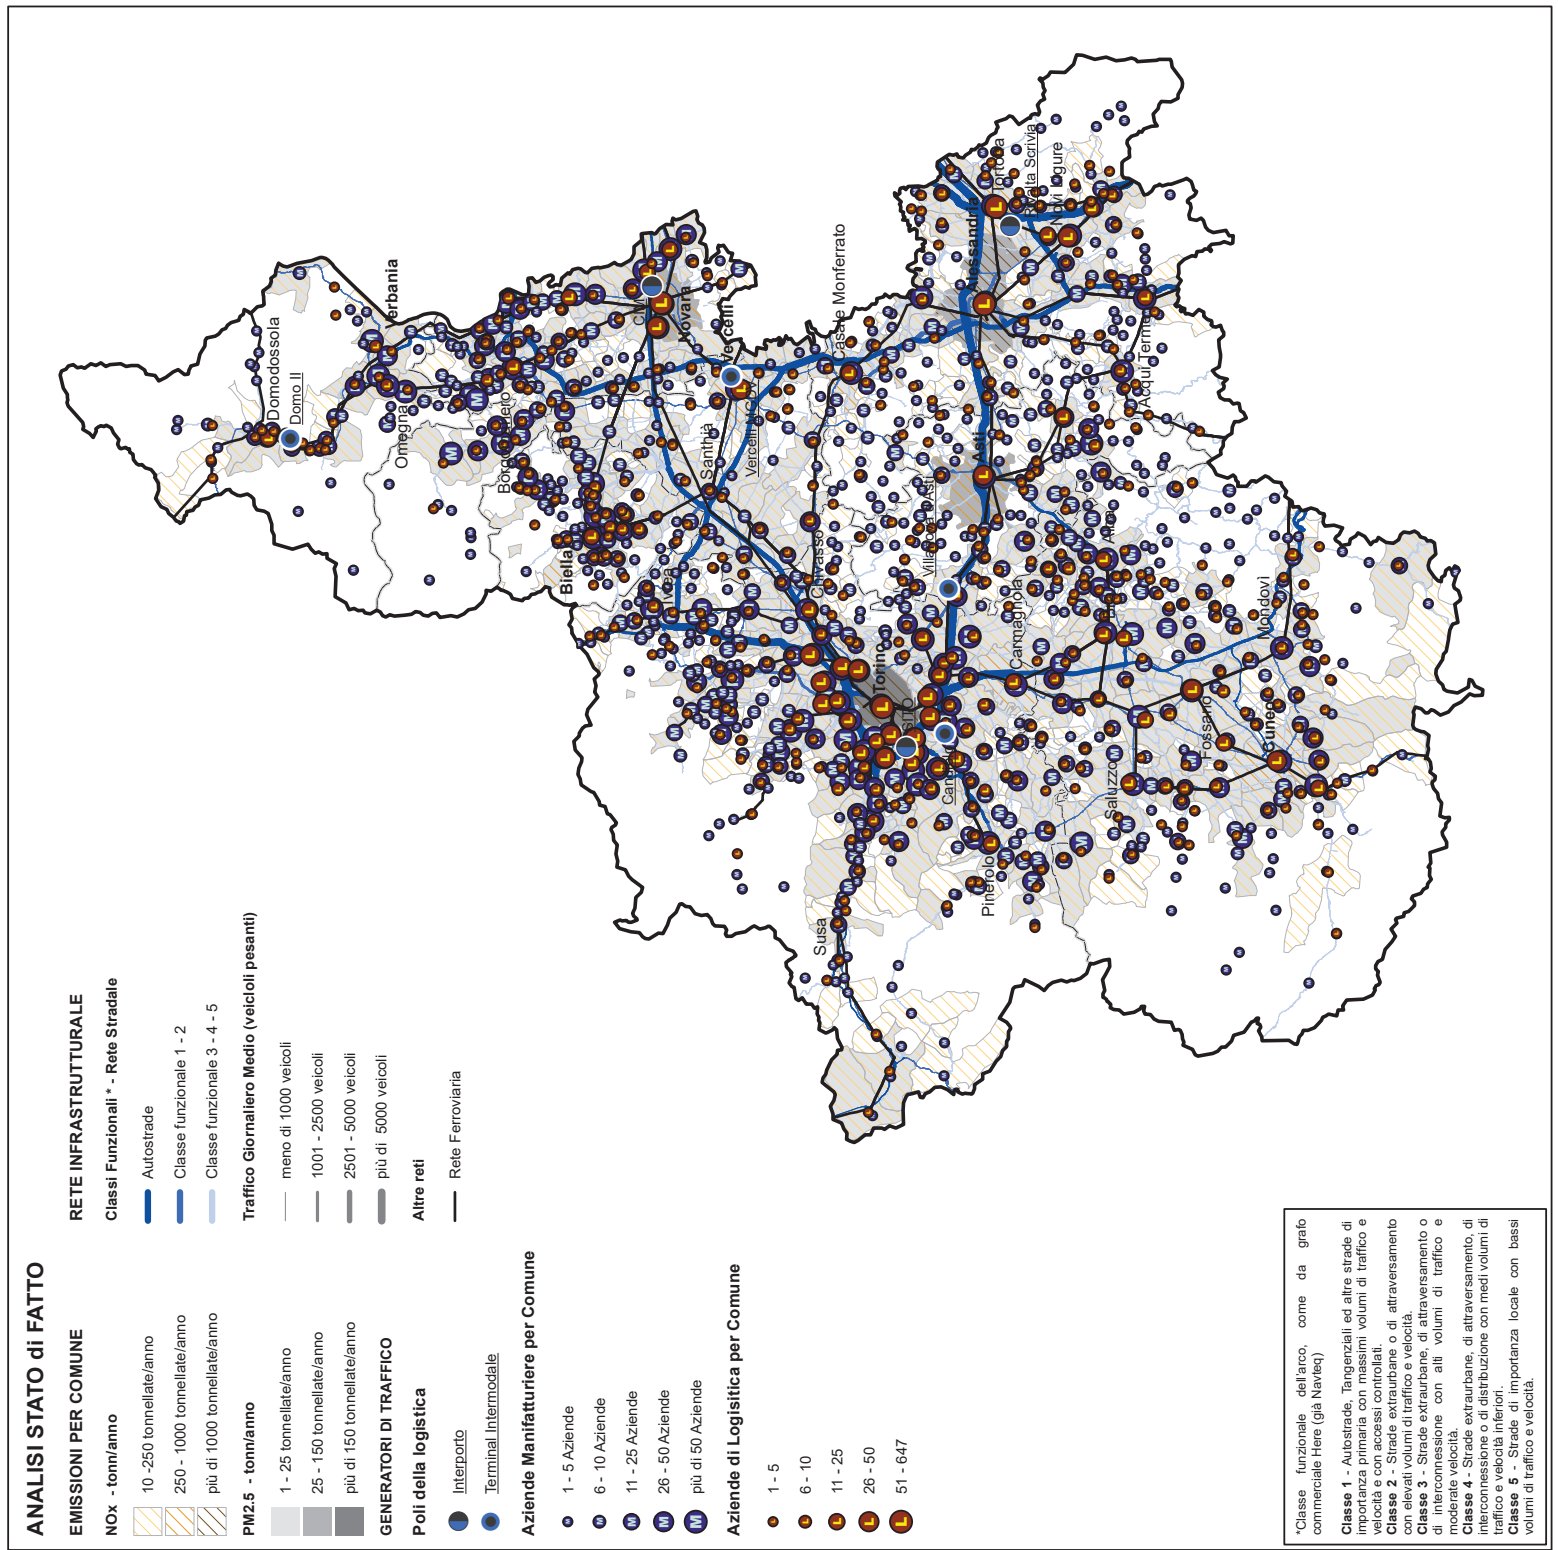 ANALISI STATO di FATTO
EMISSIONI PER COMUNE
NOx - tonn/anno
10 -250 tonnellate/anno
250 - 1000 tonnellate/anno
più di 1000 tonnellate/anno
PM2.5 - tonn/anno
1 - 25 tonnellate/anno
25 - 150 tonnellate/anno
più di 150 tonnellate/anno
GENERATORI DI TRAFFICO
Poli della logistica
Interporto
Terminal Intermodale
Aziende Manifatturiere per Comune
1 - 5 Aziende
6 - 10 Aziende
11 - 25 Aziende
26 - 50 Aziende
più di 50 Aziende
Aziende di Logisitica per Comune
1 - 5
6 - 10
11 - 25
26 - 50
51 - 647
RETE INFRASTRUTTURALE
Classi Funzionali * - Rete Stradale
Autostrade
Classe funzionale 1 - 2
Classe funzionale 3 - 4 - 5
Traffico Giornaliero Medio (veicloli pesanti)
meno di 1000 veicoli
1001 - 2500 veicoli
2501 - 5000 veicoli
più di 5000 veicoli
Altre reti
Rete Ferroviaria
*Classe funzionale dell'arco, come da grafo
commerciale Here (già Navteq)
Classe 1 - Autostrade, Tangenziali ed altre strade di
importanza primaria con massimi volumi di traffico e
velocità e con accessi controllati.
Classe 2 - Strade extraurbane o di attraversamento
con elevati volumi di traffico e velocità.
Classe 3 - Strade extraurbane, di attraversamento o
di interconnessione con alti volumi di traffico e
moderate velocità.
Classe 4 - Strade extraurbane, di attraversamento, di
interconnessione o di distribuzione con medi volumi di
traffico e velocità inferiori.
Classe 5 - Strade di importanza locale con bassi
volumi di traffico e velocità.
Domodossola
Domo II
Omegna
Biella
Novara
Santhià
Casale Monferrato
Chivasso
Torino
Susa
Pinerolo
Carmagnola
Asti
Alessandria
Tortona
Rivalta Scrivia
Novi Ligure
Acqui Terme
Saluzzo
Fossano
Cuneo
Mondovì